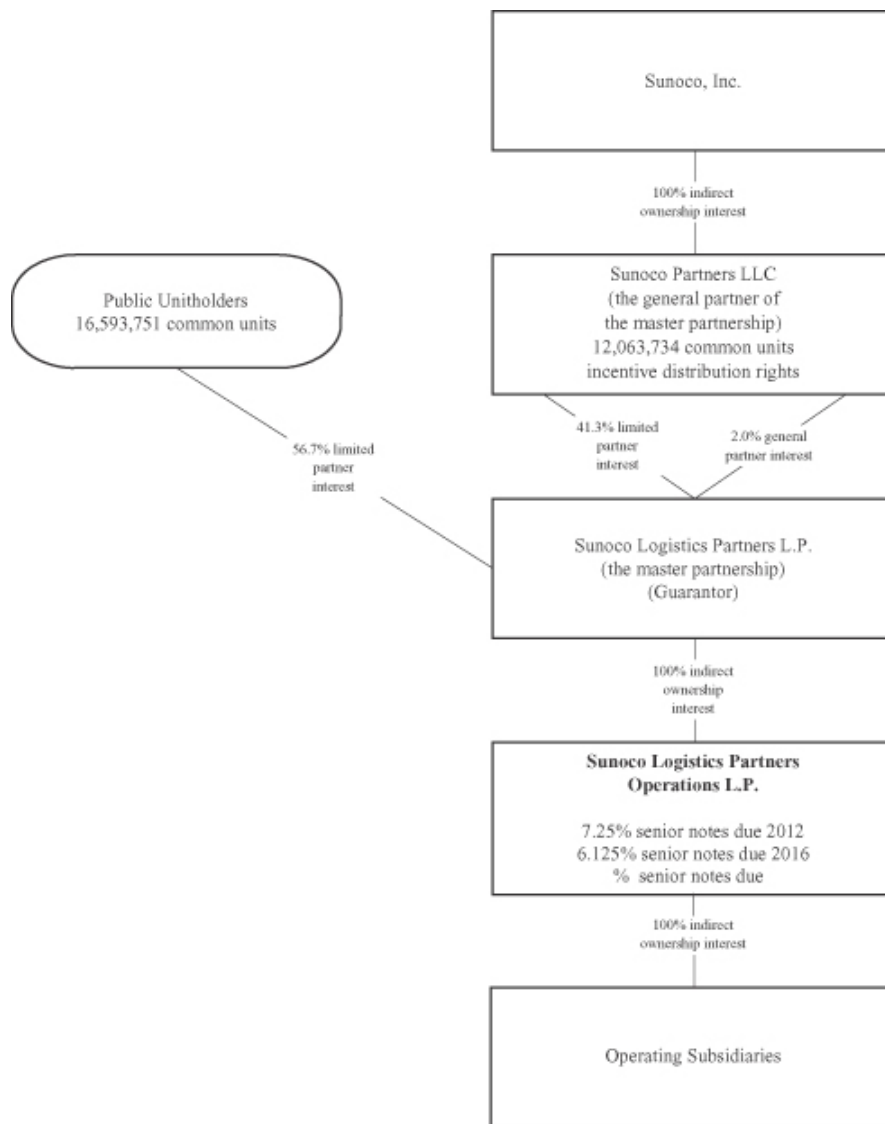 Sunoco, Inc.
100% indirect
ownership interest
Public Unitholders
16,593,751 common units
Sunoco Partners LLC
(the general partner of
the master partnership)
12,063,734 common units
incentive distribution rights
56.7% limited
partner
interest
41.3% limited
partner
interest
2.0% general
partner interest
Sunoco Logistics Partners L.P.
(the master partnership)
(Guarantor)
100% indirect
ownership
interest
Sunoco Logistics Partners
Operations L.P.
7.25% senior notes due 2012
6.125% senior notes due 2016
% senior notes due
100% indirect
ownership interest
Operating Subsidiaries